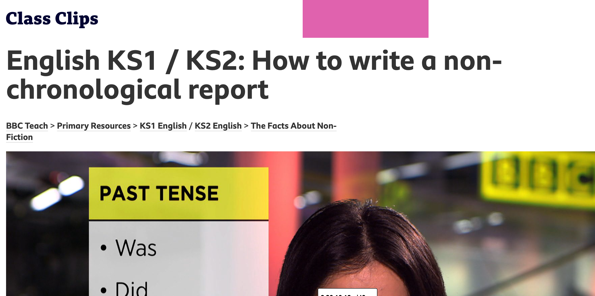 Class Clips
English KS1 / KS2: How to write a non-
chronological report
BBC Teach > Primary Resources > KS1 English / KS2 English > The Facts About Non-
Fiction
BBC
PAST TENSE
• Was
• Did